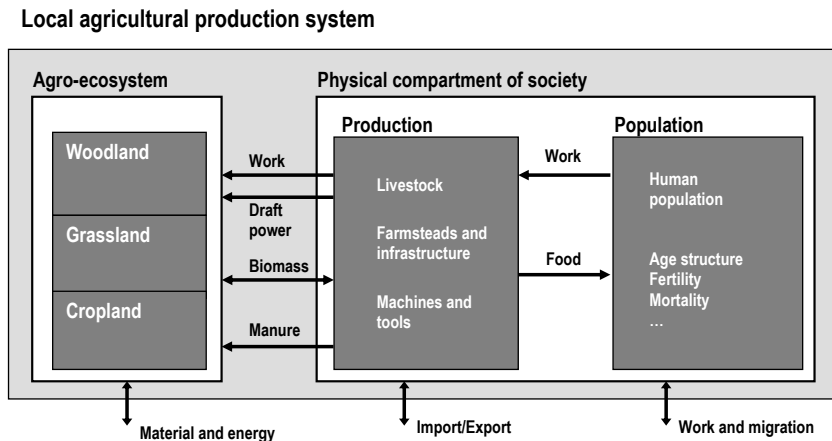 Local agricultural production system
Agro-ecosystem
Physical compartment of society
Production
Population
Woodland
Grassland
Cropland
Work
Draft
power
Biomass
Manure
Livestock
Farmsteads and
infrastructure
Machines and
tools
Work
Food
Human
population
Age structure
Fertility
Mortality
…
Material and energy
Import/Export
Work and migration